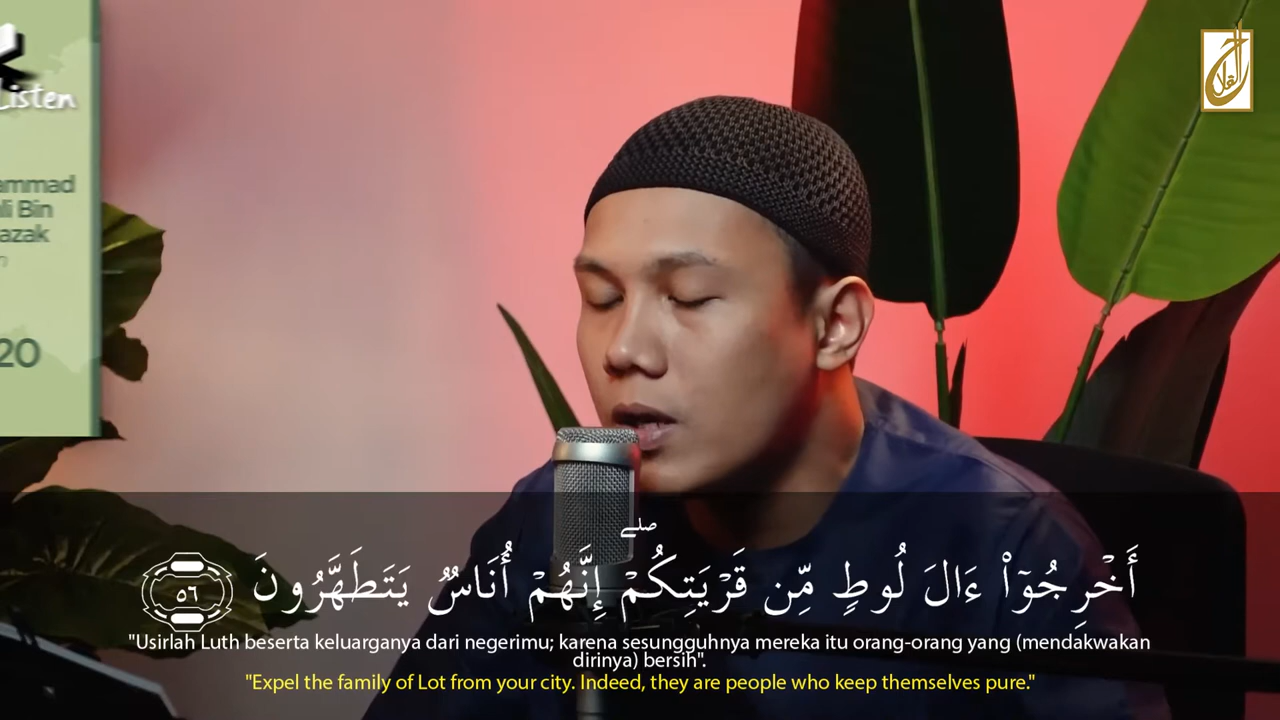 Listen
ammad
li Bin
azak
20
صلے
أَخْرِجُوٓا۟ ءَالَ لُوطٍ مِّن قَرْيَتِكُمْ إِنَّهُمْ أُنَاسٌ يَتَطَهَّرُونَ ٥٦
"Usirlah Luth beserta keluarganya dari negerimu; karena sesungguhnya mereka itu orang-orang yang (mendakwakan
dirinya) bersih".
"Expel the family of Lot from your city. Indeed, they are people who keep themselves pure."